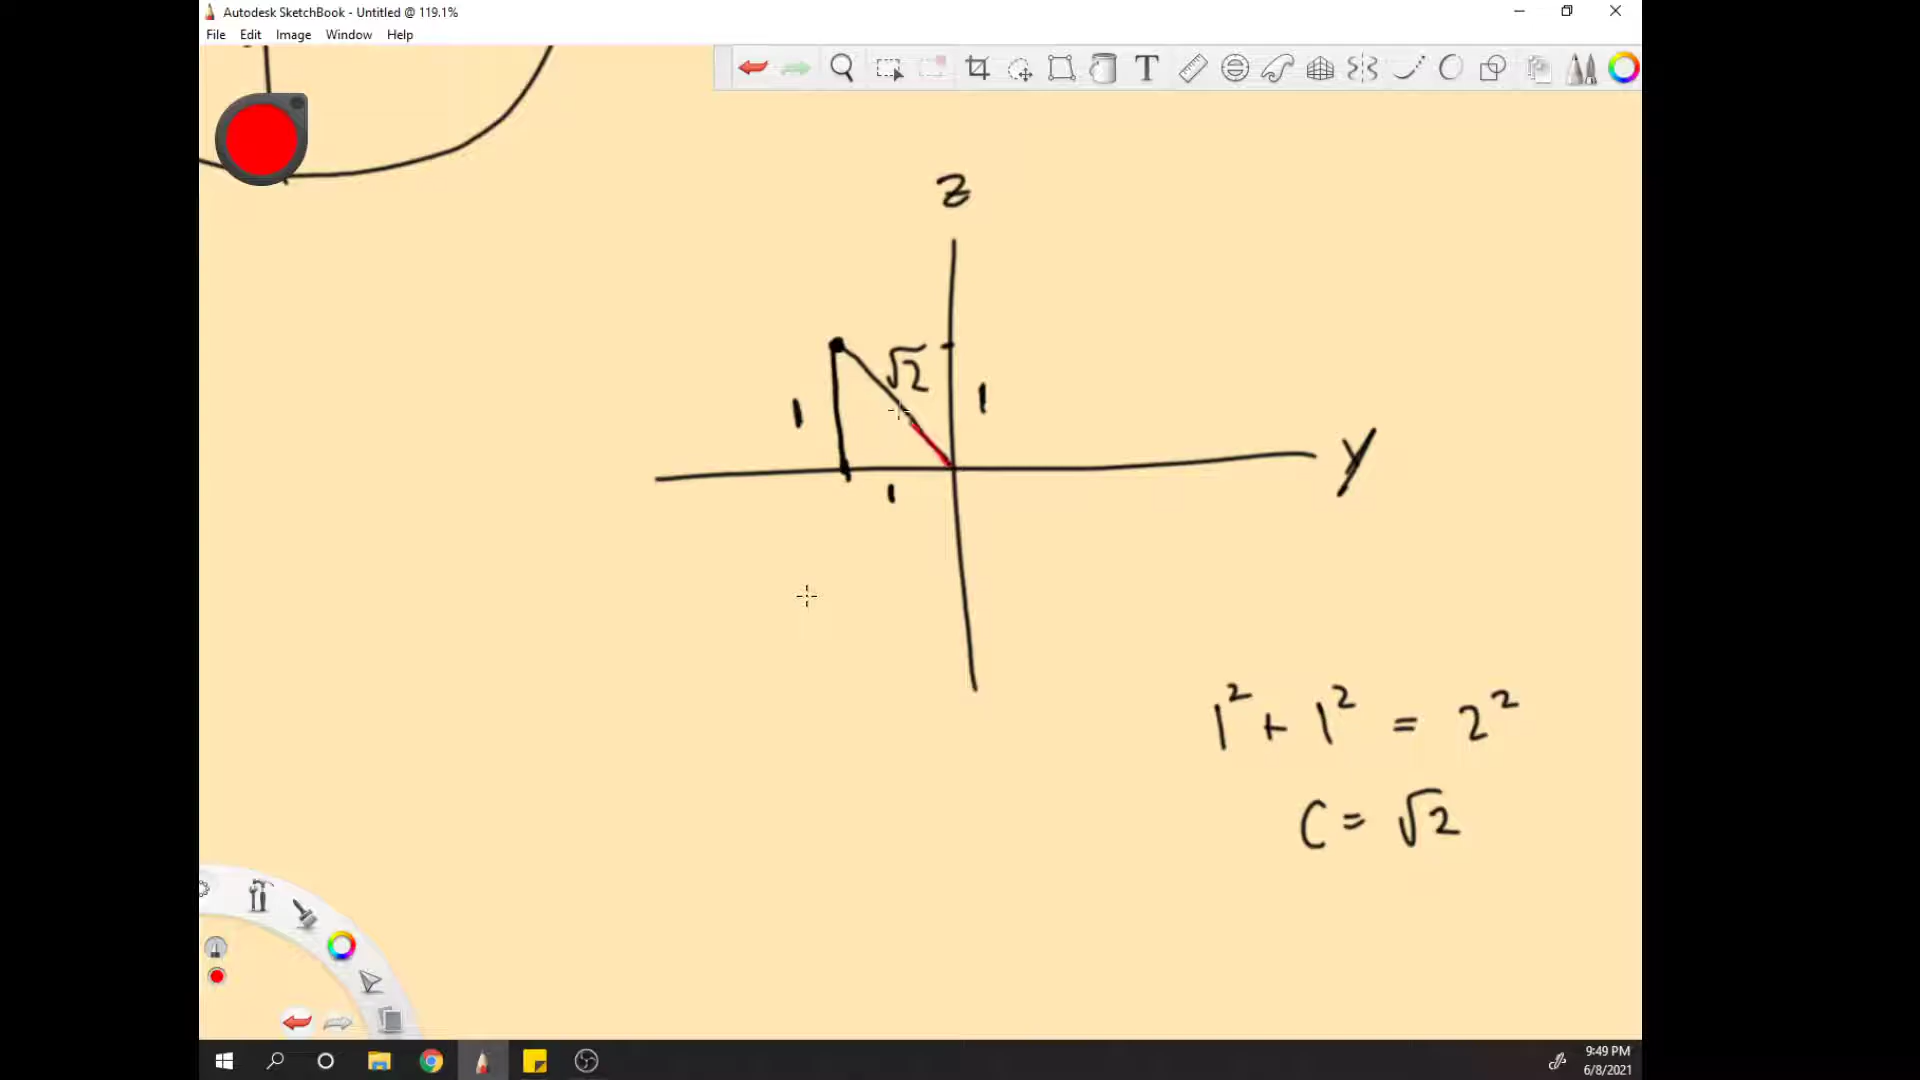 Autodesk SketchBook - Untitled @ 119.1%
File Edit Image Window Help
T
z
√2
1
1
y
1
1² + 1² = 2²
C = √2
9:49 PM
6/8/2021